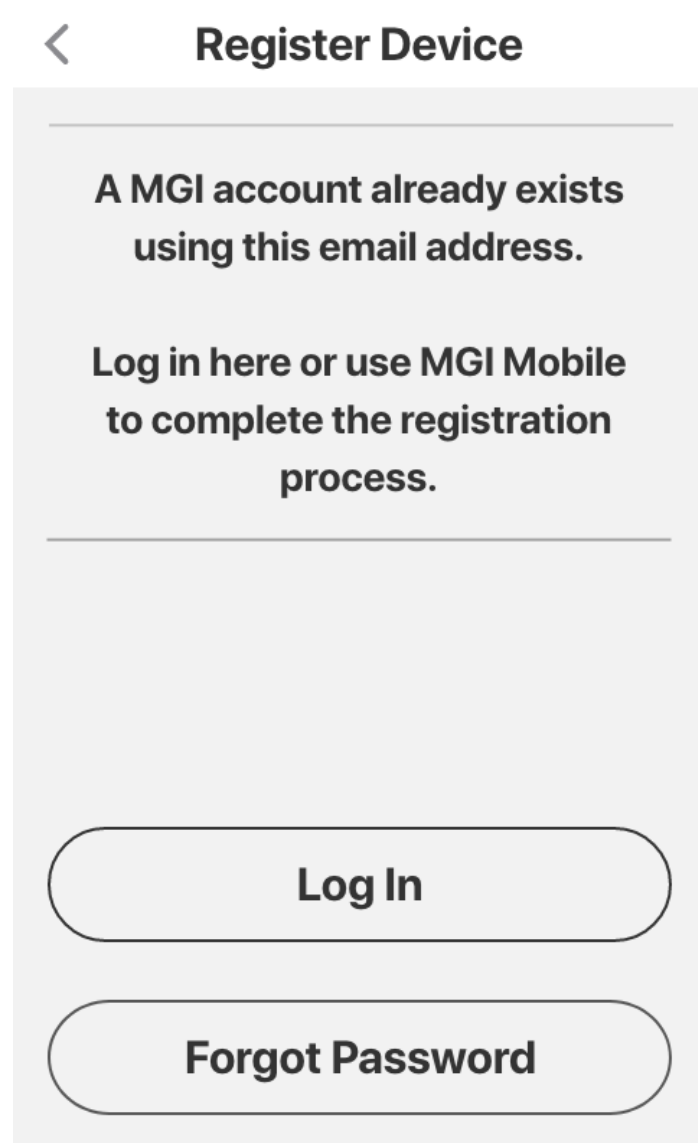 Register Device
A MGI account already exists
using this email address.
Log in here or use MGI Mobile
to complete the registration
process.
Log In
Forgot Password